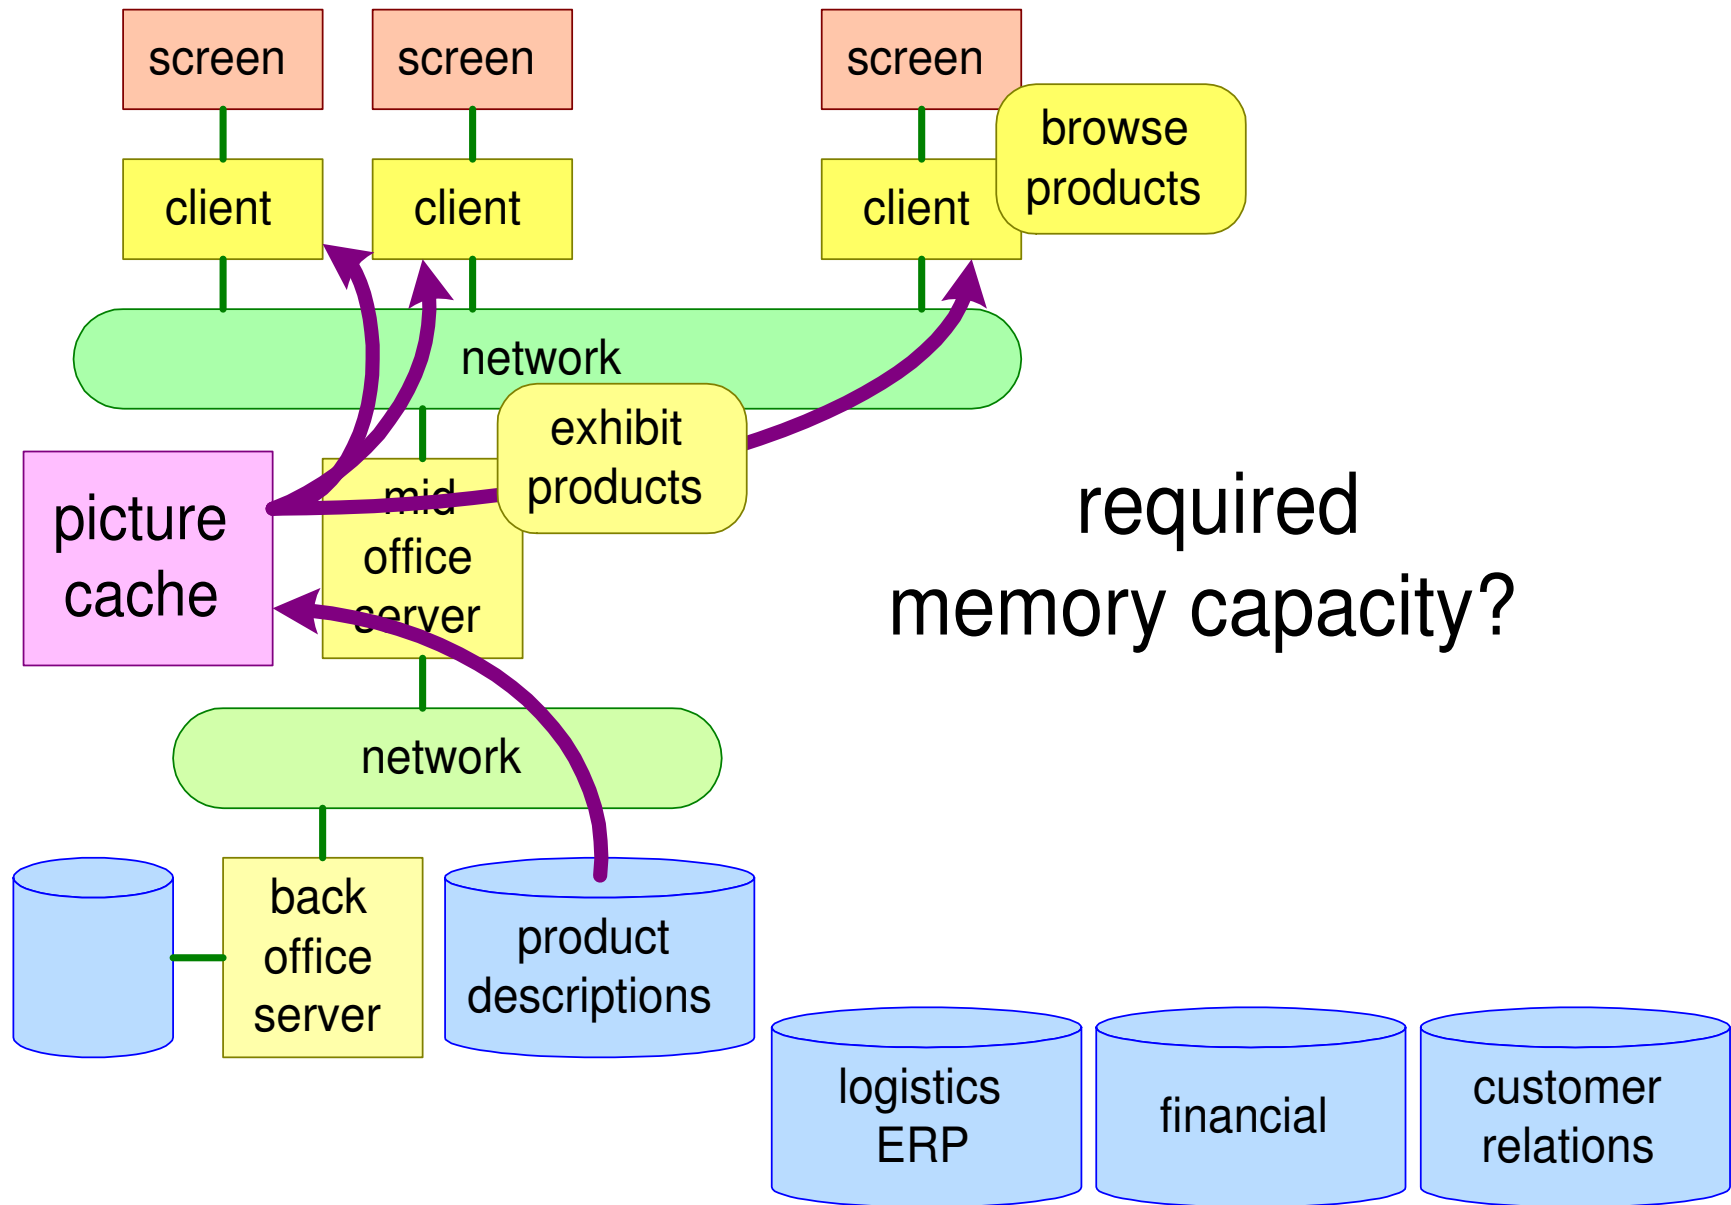 screen
screen
screen
browse
products
client
client
client
network
exhibit
products
picture
cache
mid
office
server
required
memory capacity?
network
back
office
server
product
descriptions
logistics
ERP
financial
customer
relations